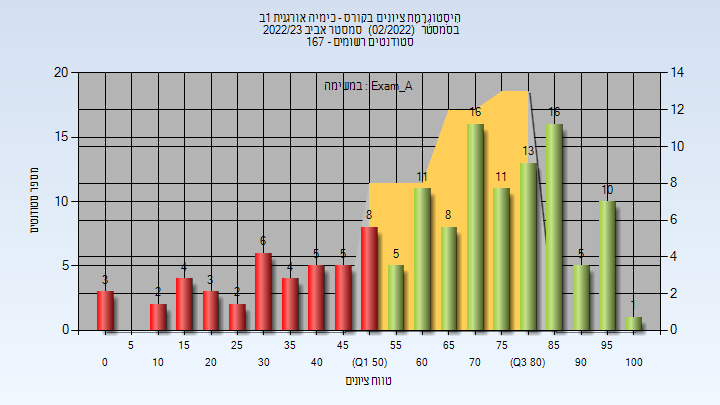 הִיסְטוֹגְרָמַת ציונים בקורס - כימיה אורגנית 1ב
בסמסטר (02/2022) סמסטר אביב 2022/23
סטודנטים רשומים - 167
במשימה : Exam_A
מספר סטודנטים
20 15 10 5 0
14 12 10 8 6 4 2 0
3 2 4 3 2 6 4 5 5 8 5 11 8 16 11 13 16 5 10 1
5 15 25 35 45 55 65 75 85 95
0 10 20 30 40 (Q1 50) 60 70 (Q3 80) 90 100
טווח ציונים